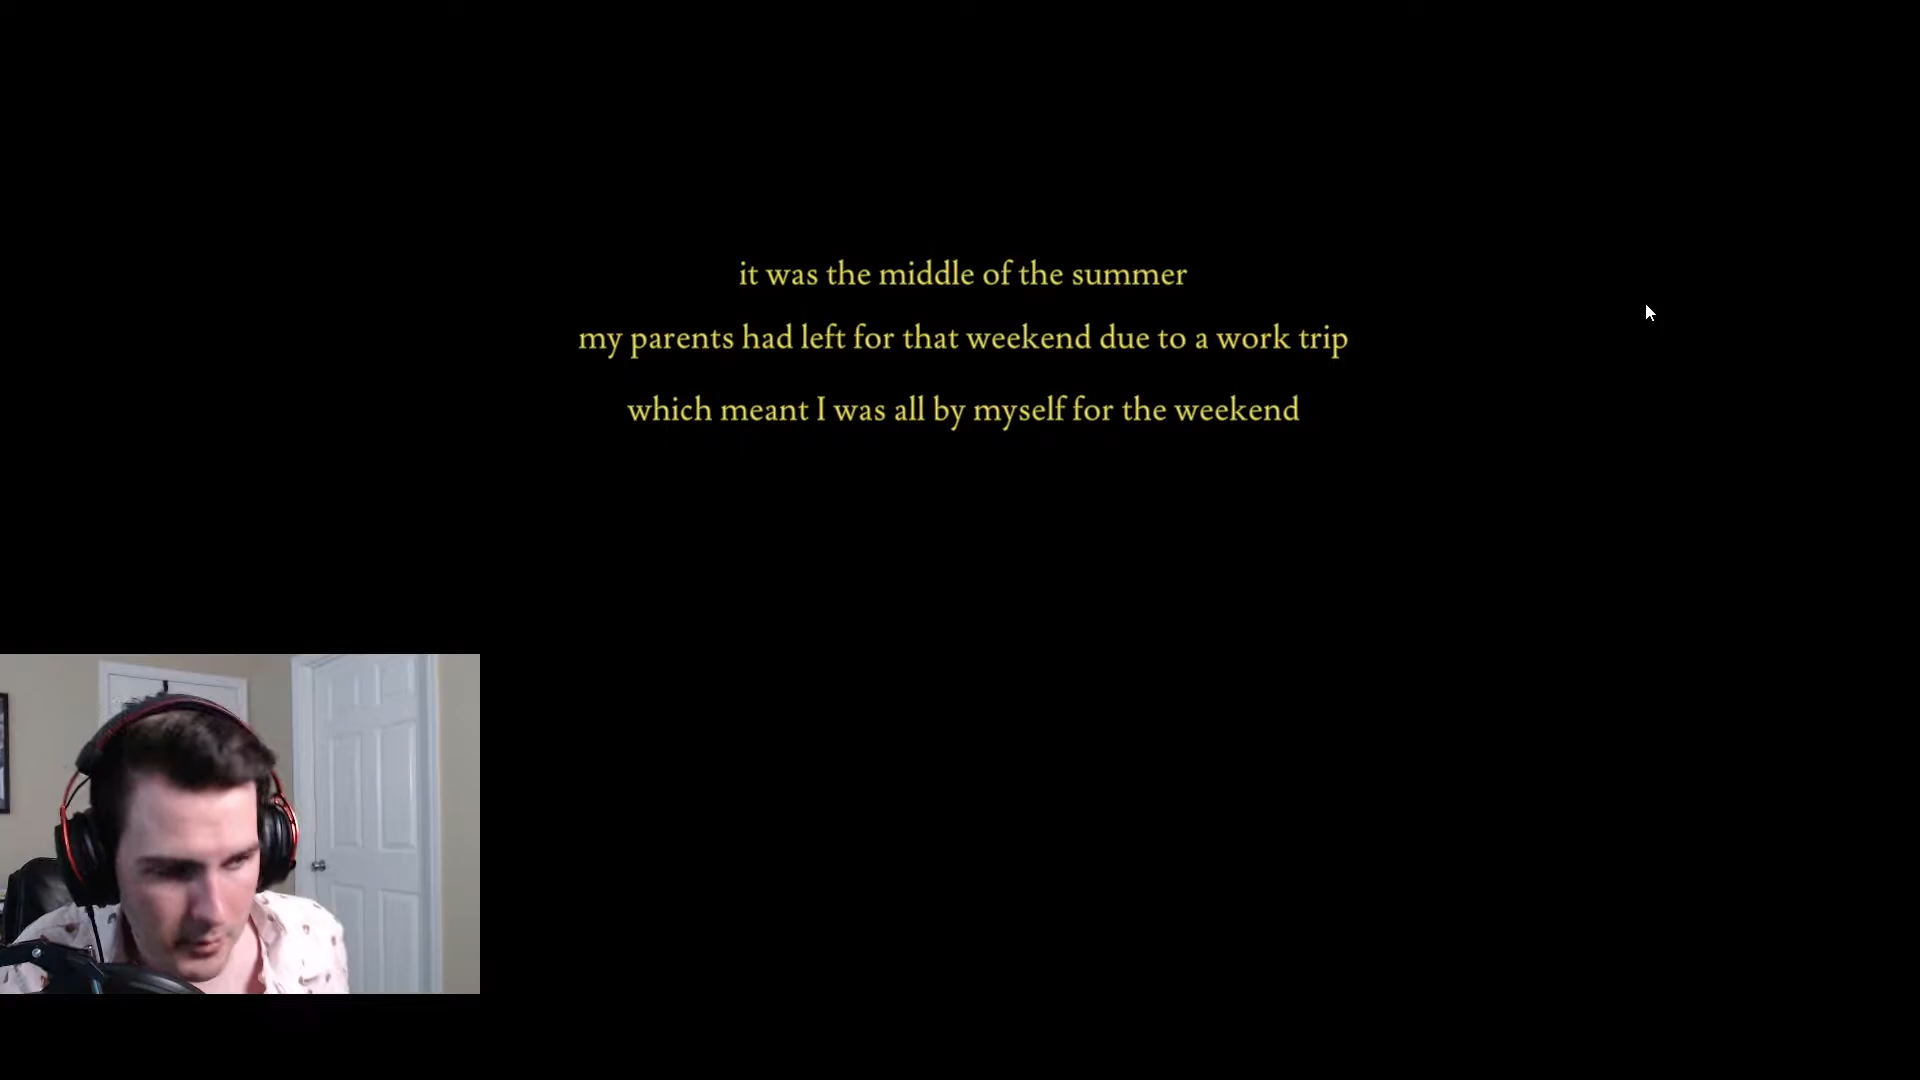 it was the middle of the summer
my parents had left for that weekend due to a work trip
which meant I was all by myself for the weekend